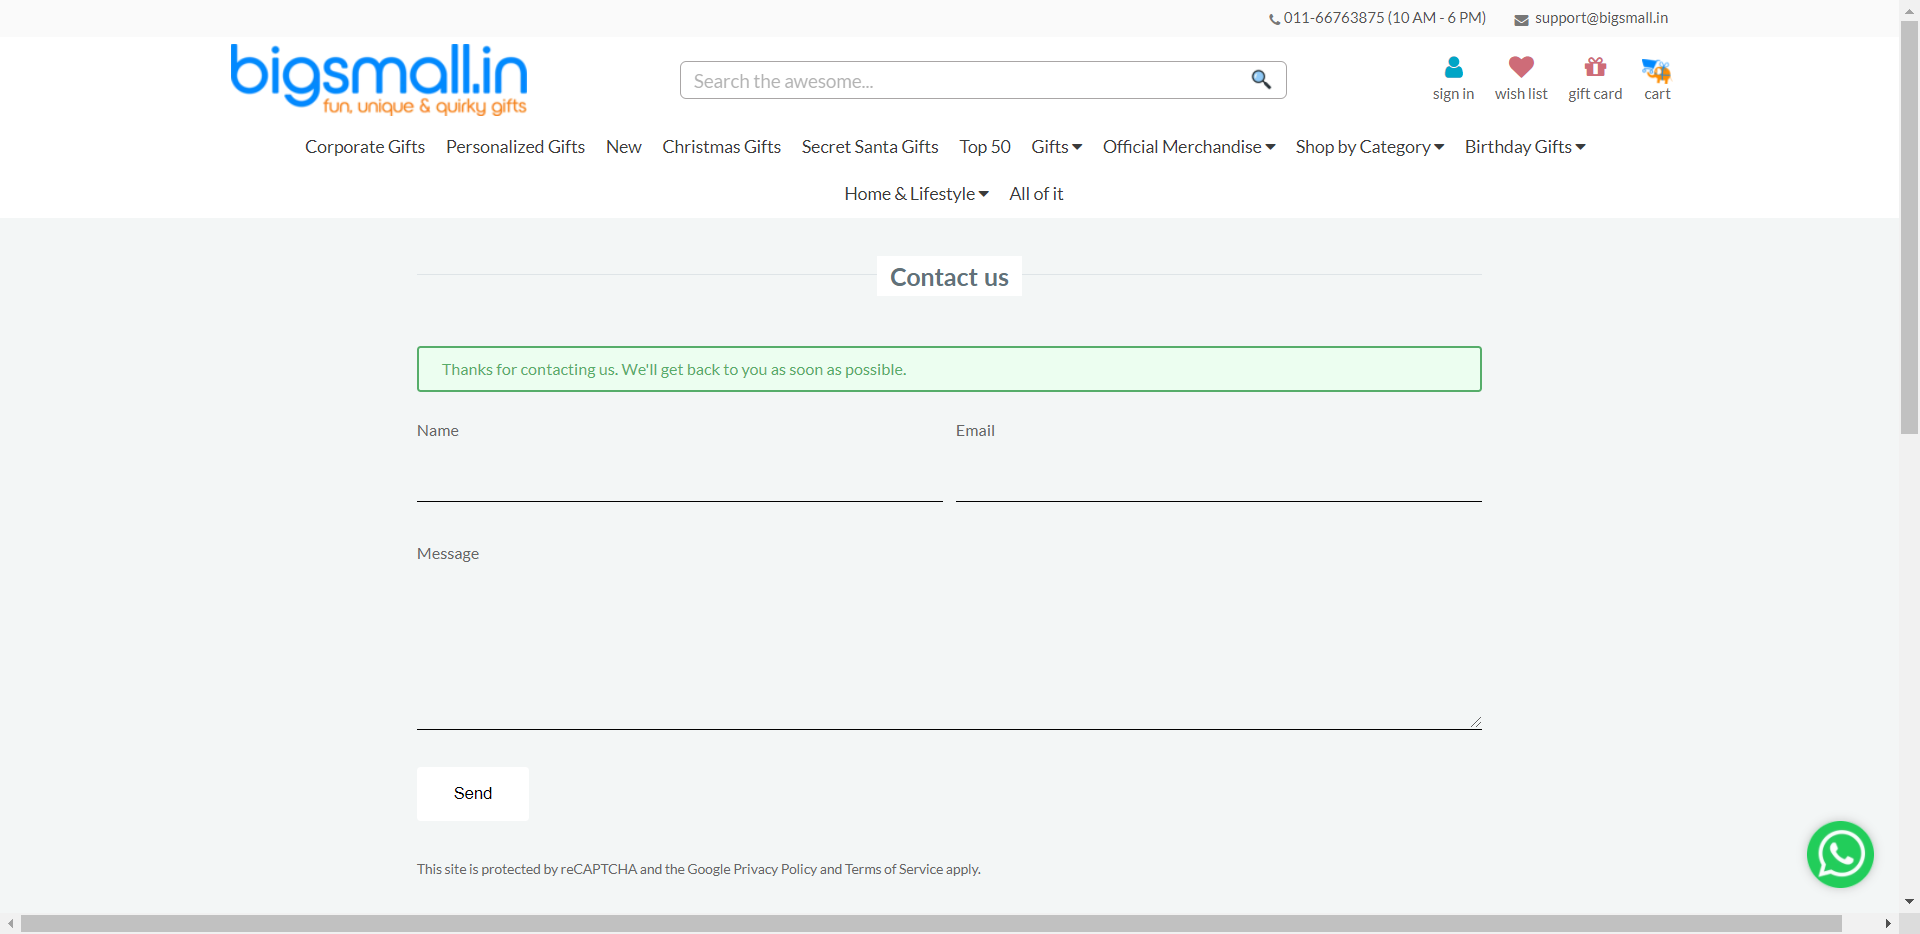 011-66763875 (10 AM - 6 PM) support@bigsmall.in
bigsmall.in
fun, unique & quirky gifts
Search the awesome...
sign in wish list gift card cart
Corporate Gifts Personalized Gifts New Christmas Gifts Secret Santa Gifts Top 50 Gifts Official Merchandise Shop by Category Birthday Gifts
Home & Lifestyle All of it
Contact us
Thanks for contacting us. We'll get back to you as soon as possible.
Name Email
Message
Send
This site is protected by reCAPTCHA and the Google Privacy Policy and Terms of Service apply.